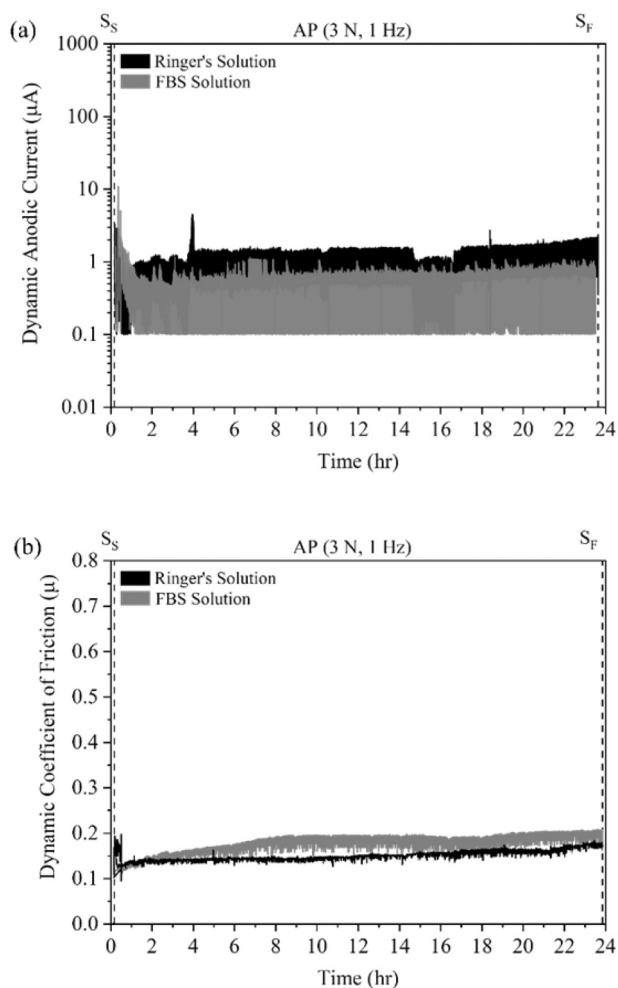 (a)
S_S
AP (3 N, 1 Hz)
S_F
1000
100
10
1
0.1
0.01
Dynamic Anodic Current (μA)
Ringer's Solution
FBS Solution
0 2 4 6 8 10 12 14 16 18 20 22 24
Time (hr)
(b)
S_S
AP (3 N, 1 Hz)
S_F
0.8
0.7
0.6
0.5
0.4
0.3
0.2
0.1
0.0
Dynamic Coefficient of Friction (μ)
Ringer's Solution
FBS Solution
0 2 4 6 8 10 12 14 16 18 20 22 24
Time (hr)